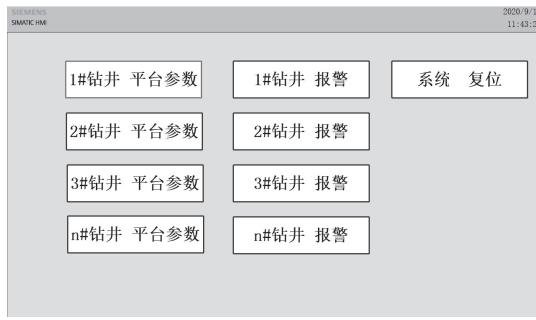 SIEMENS
SIMATIC HMI
2020/9/1
11:43:2
1#钻井 平台参数
1#钻井 报警
系统 复位
2#钻井 平台参数
2#钻井 报警
3#钻井 平台参数
3#钻井 报警
n#钻井 平台参数
n#钻井 报警